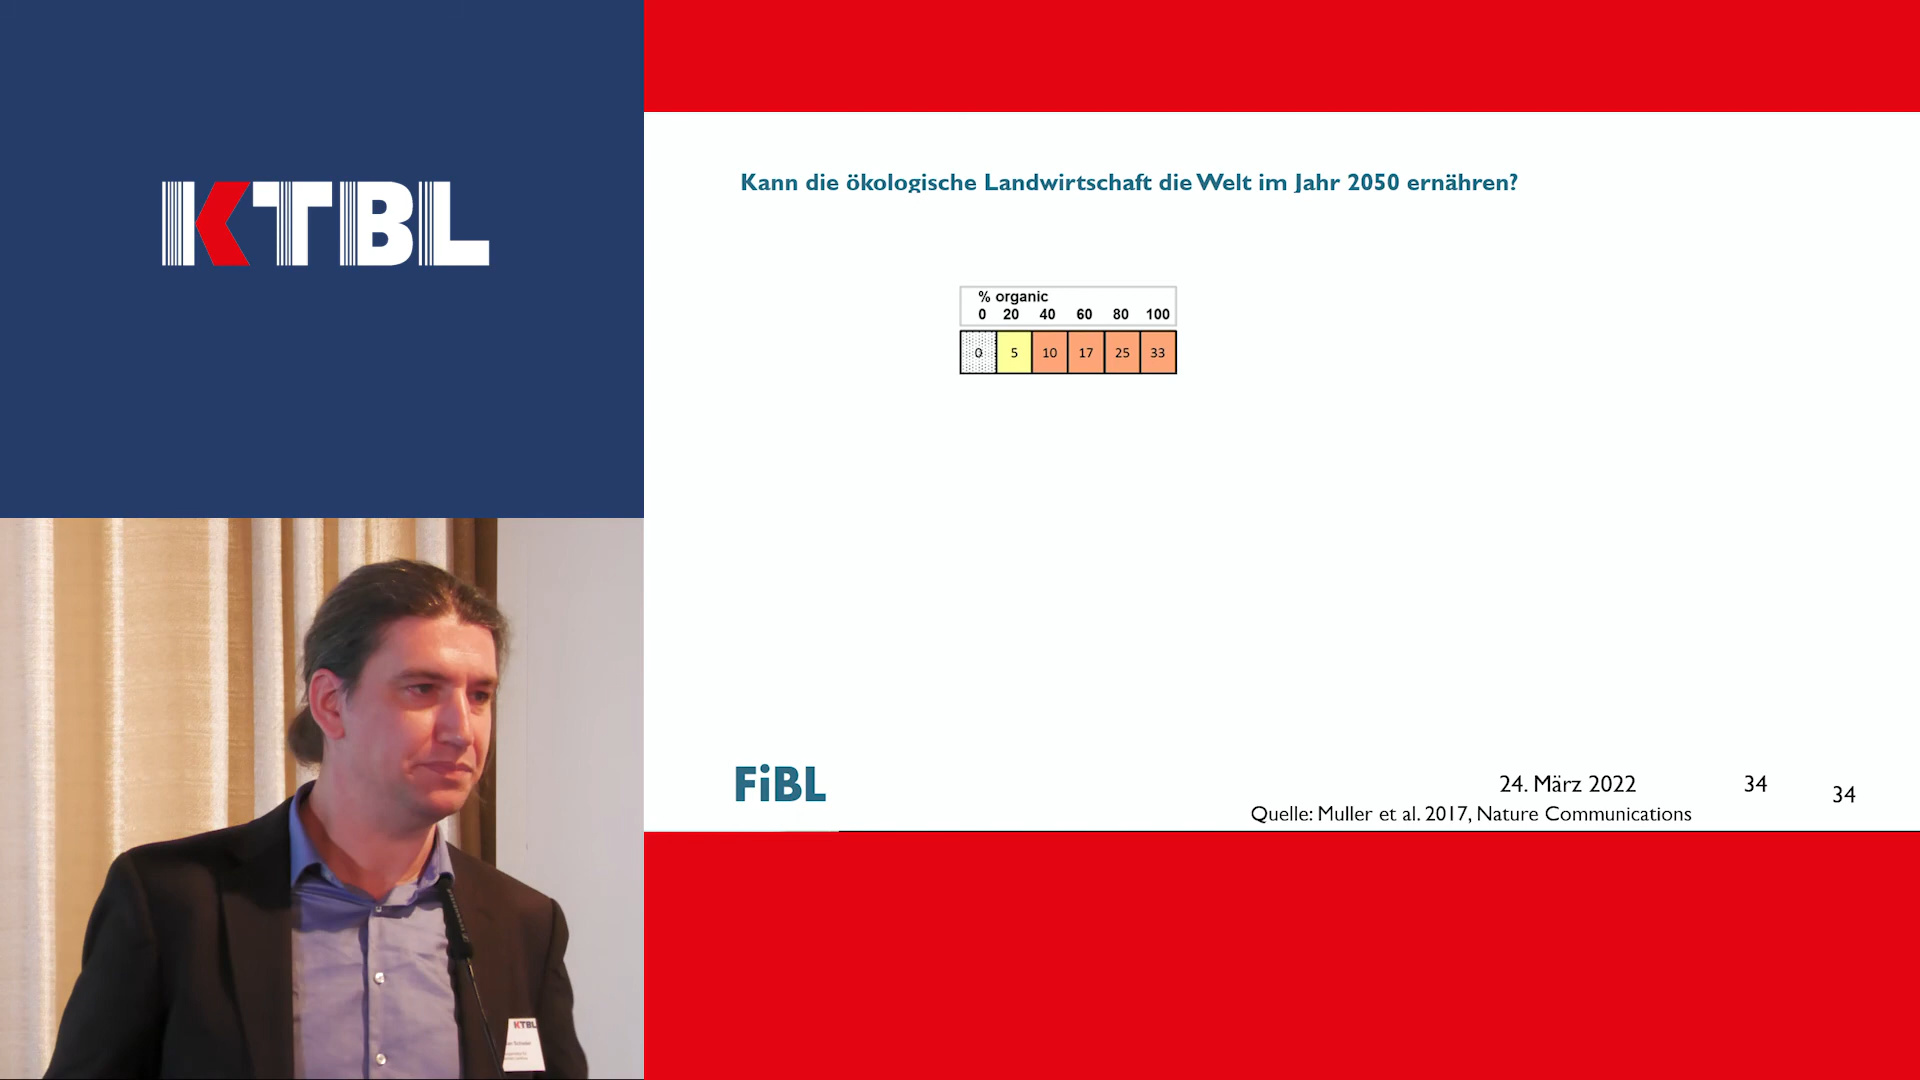 KTBL
Kann die ökologische Landwirtschaft die Welt im Jahr 2050 ernähren?
% organic
0 20 40 60 80 100
0 5 10 17 25 33
FiBL
24. März 2022 34 34
Quelle: Muller et al. 2017, Nature Communications
KTBL